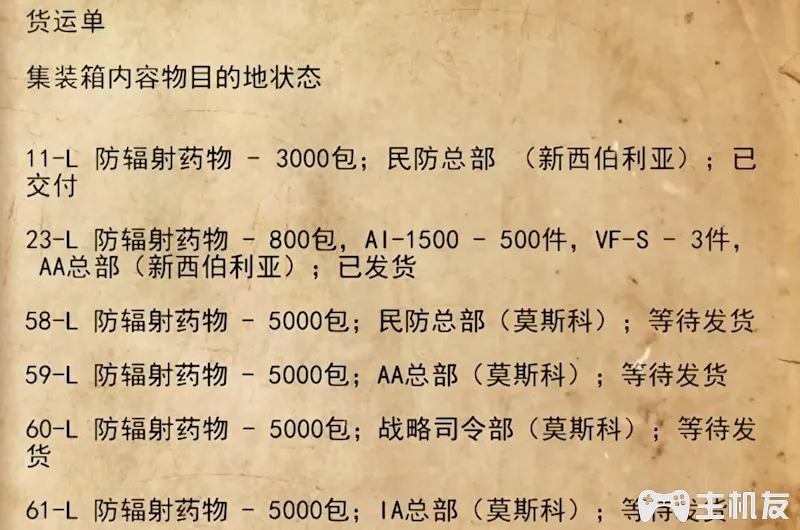 货运单
集装箱内容物目的地状态
11-L 防辐射药物 - 3000包；民防总部 （新西伯利亚）；已
交付
23-L 防辐射药物 - 800包，AI-1500 - 500件，VF-S - 3件，
AA总部（新西伯利亚）；已发货
58-L 防辐射药物 - 5000包；民防总部（莫斯科）；等待发货
59-L 防辐射药物 - 5000包；AA总部（莫斯科）；等待发货
60-L 防辐射药物 - 5000包；战略司令部（莫斯科）；等待发
货
61-L 防辐射药物 - 5000包；IA总部（莫斯科）；等待发货
主机友